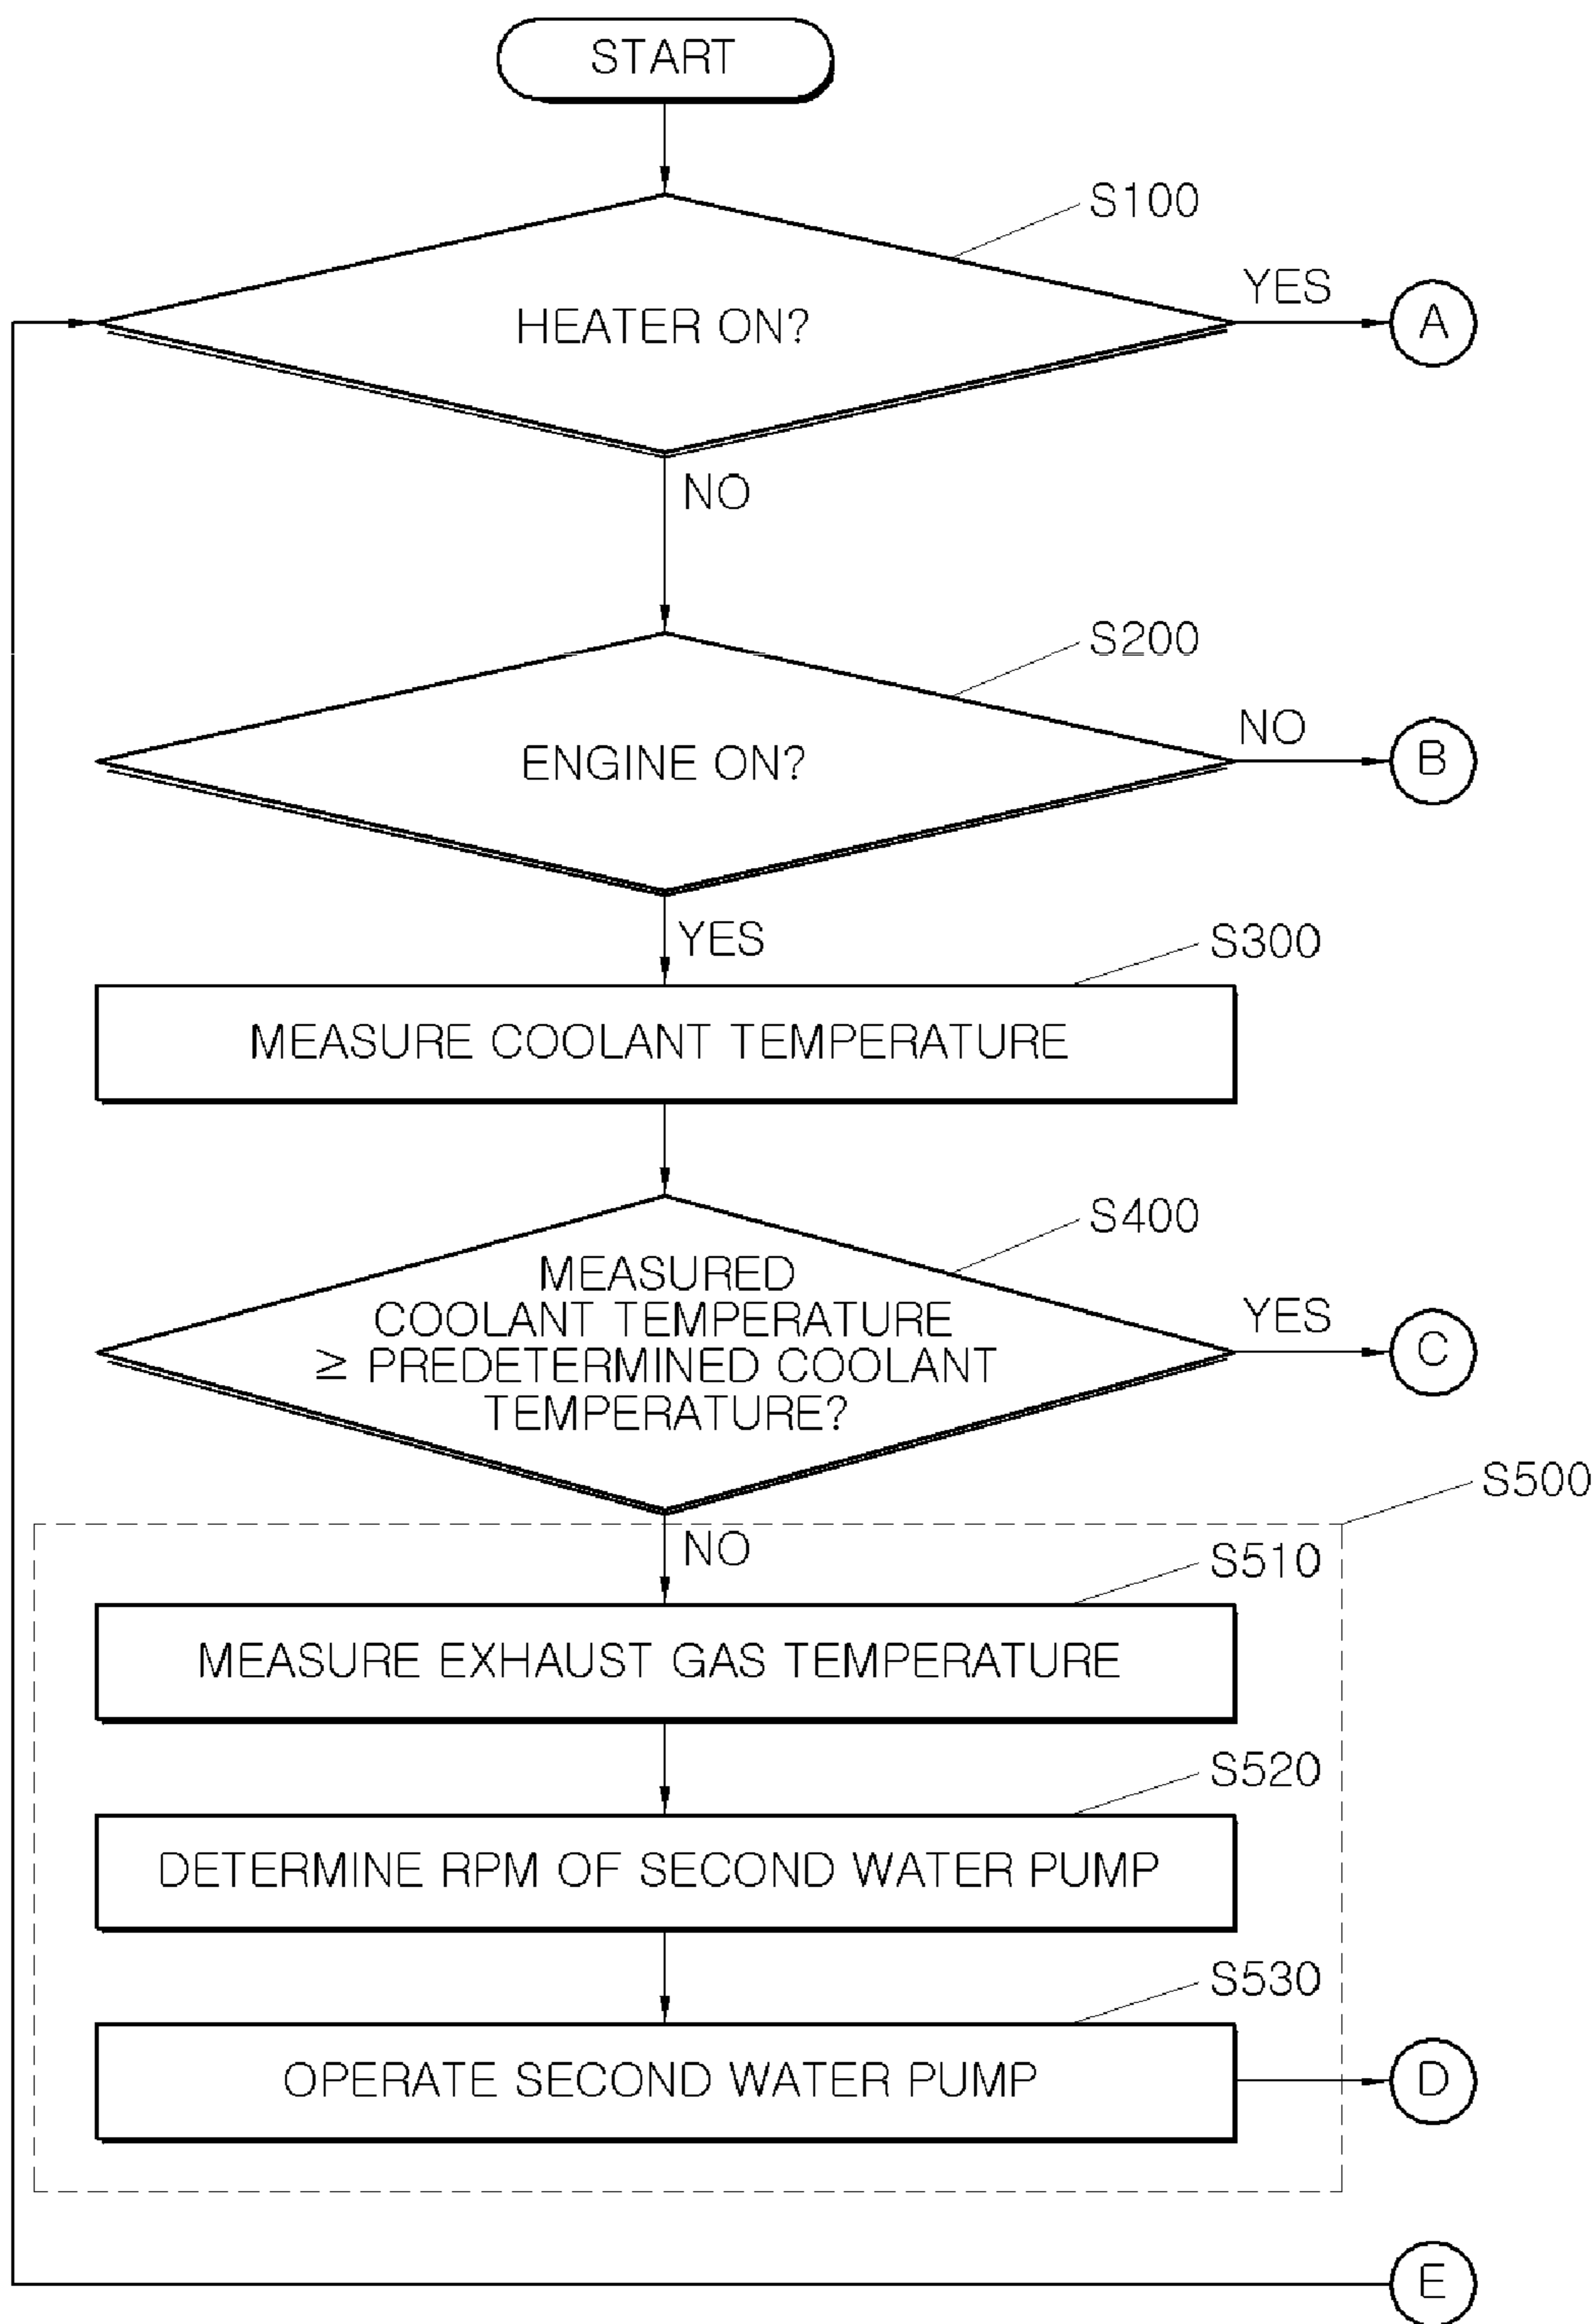 START
S100
HEATER ON?
YES
A
NO
S200
ENGINE ON?
NO
B
YES
S300
MEASURE COOLANT TEMPERATURE
S400
MEASURED
COOLANT TEMPERATURE
≥ PREDETERMINED COOLANT
TEMPERATURE?
YES
C
S500
NO
S510
MEASURE EXHAUST GAS TEMPERATURE
S520
DETERMINE RPM OF SECOND WATER PUMP
S530
OPERATE SECOND WATER PUMP
D
E